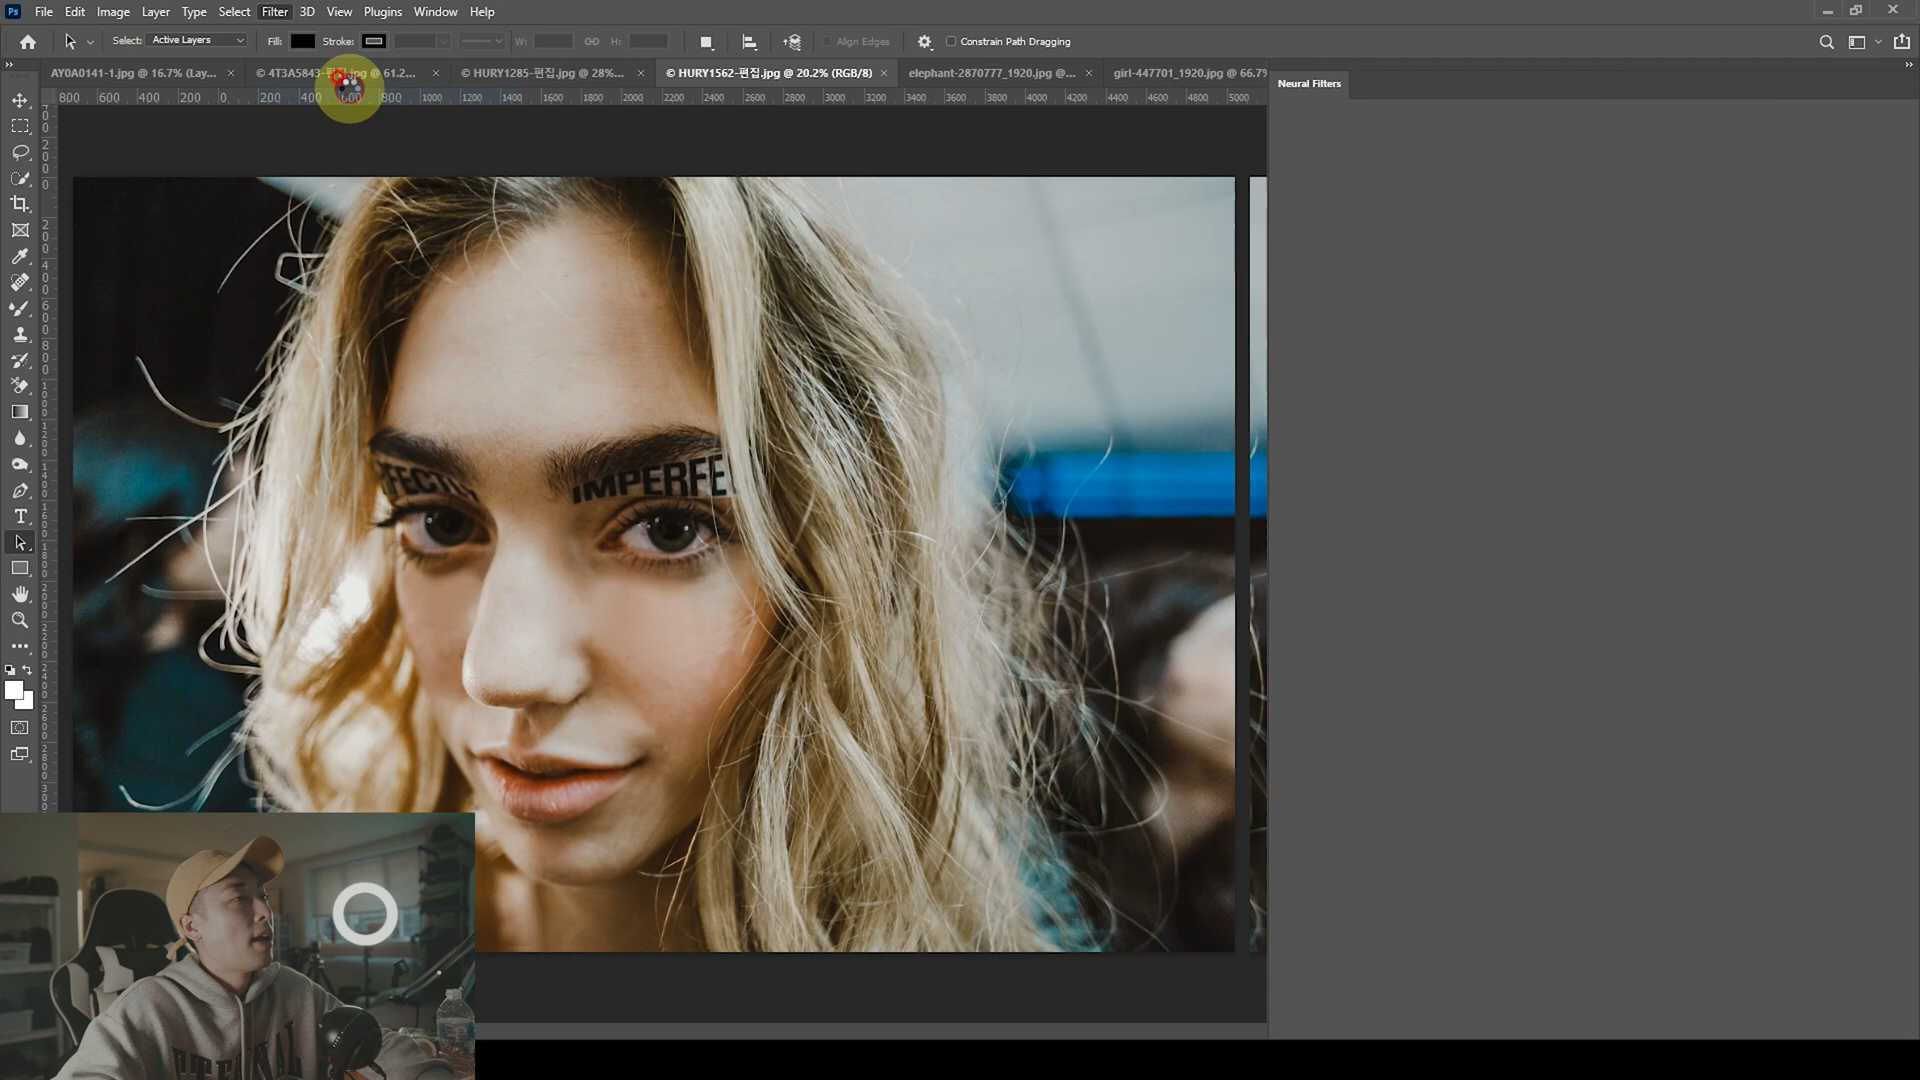 Ps File Edit Image Layer Type Select Filter 3D View Plugins Window Help
Select: Active Layers Fill: Stroke: W: H: Align Edges Constrain Path Dragging
AY0A0141-1.jpg @ 16.7% (Lay... × © 4T3A5843-편집.jpg @ 61.2... × © HURY1285-편집.jpg @ 28%... × © HURY1562-편집.jpg @ 20.2% (RGB/8) × elephant-2870777_1920.jpg @... × girl-447701_1920.jpg @ 66.7%
Neural Filters
800 600 400 200 0 200 400 600 800 1000 1200 1400 1600 1800 2000 2200 2400 2600 2800 3000 3200 3400 3600 3800 4000 4200 4400 4600 4800 5000
IMPERFE